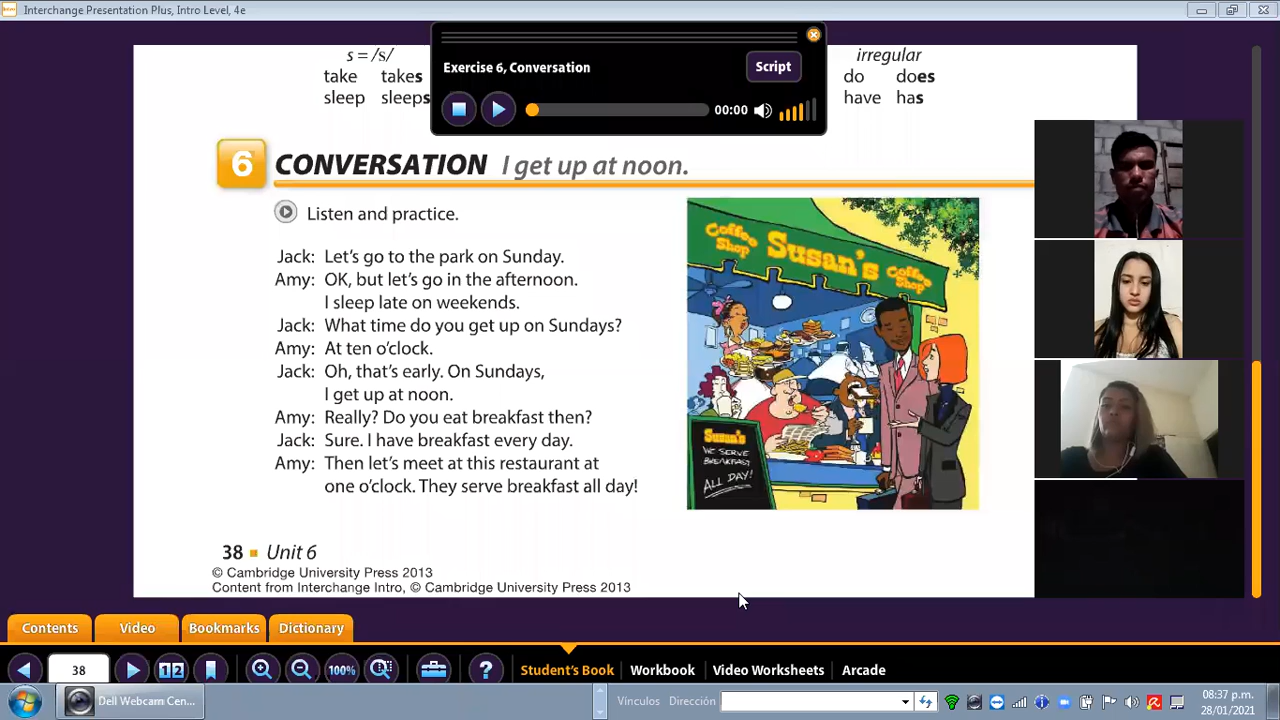 Interchange Presentation Plus, Intro Level, 4e
s = /s/
irregular
take takes
do does
sleep sleeps
have has
Exercise 6, Conversation
Script
00:00
6 CONVERSATION I get up at noon.
Listen and practice.
Jack: Let's go to the park on Sunday.
Amy: OK, but let's go in the afternoon.
I sleep late on weekends.
Jack: What time do you get up on Sundays?
Amy: At ten o'clock.
Jack: Oh, that's early. On Sundays,
I get up at noon.
Amy: Really? Do you eat breakfast then?
Jack: Sure. I have breakfast every day.
Amy: Then let's meet at this restaurant at
one o'clock. They serve breakfast all day!
Coffee Shop
Susan's
Coffee Shop
Susan's
WE SERVE
BREAKFAST
ALL DAY!
38 Unit 6
© Cambridge University Press 2013
Content from Interchange Intro, © Cambridge University Press 2013
Contents Video Bookmarks Dictionary
38
12
100%
?
Student's Book Workbook Video Worksheets Arcade
Dell Webcam Cen...
Vínculos Dirección
08:37 p.m.
28/01/2021